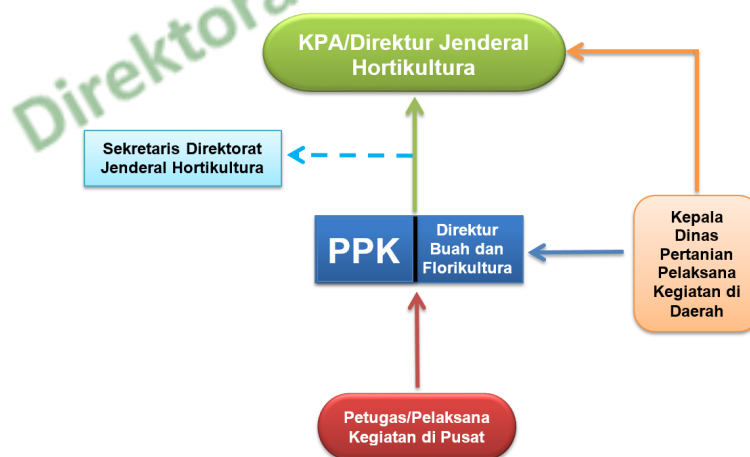 Direktora
KPA/Direktur Jenderal
Hortikultura
Sekretaris Direktorat
Jenderal Hortikultura
PPK
Direktur
Buah dan
Florikultura
Kepala
Dinas
Pertanian
Pelaksana
Kegiatan di
Daerah
Petugas/Pelaksana
Kegiatan di Pusat